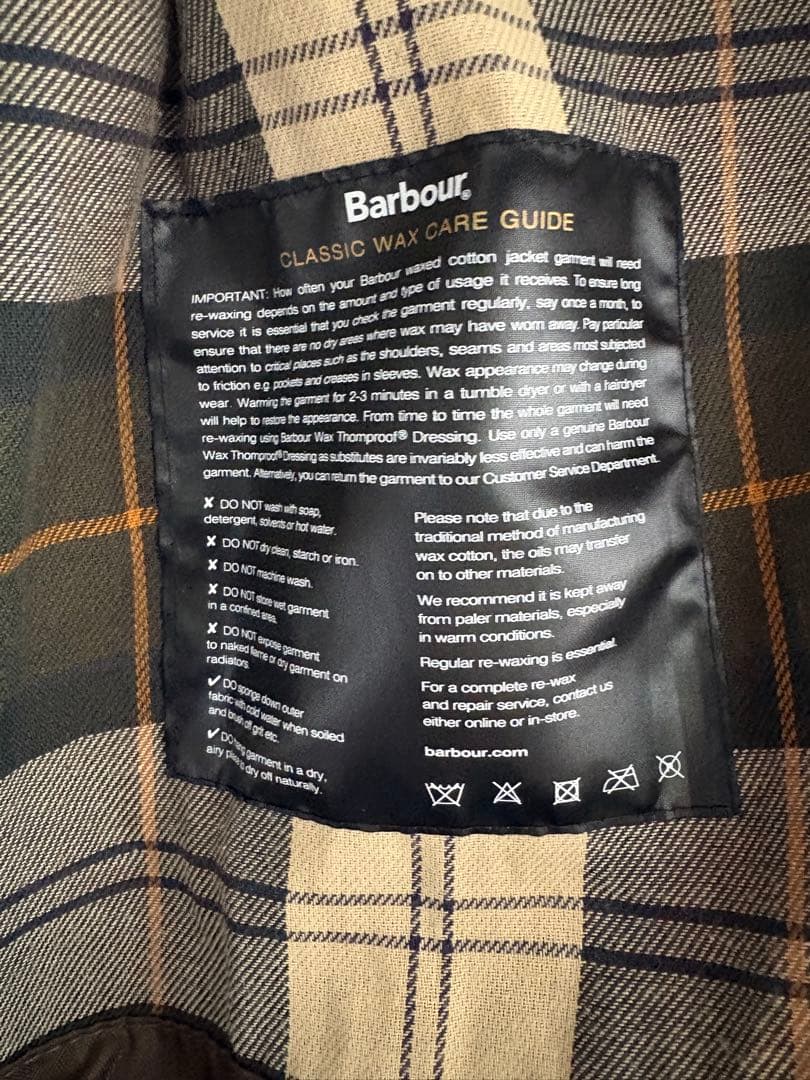 Barbour®
CLASSIC WAX CARE GUIDE
IMPORTANT: How often your Barbour waxed cotton jacket garment will need
re-waxing depends on the amount and type of usage it receives. To ensure long
service it is essential that you check the garment regularly, say once a month, to
ensure that there are no dry areas where wax may have worn away. Pay particular
attention to critical places such as the shoulders, seams and areas most subjected
to friction e.g pockets and creases in sleeves. Wax appearance may change during
wear. Warming the garment for 2-3 minutes in a tumble dryer or with a hairdryer
will help to restore the appearance. From time to time the whole garment will need
re-waxing using Barbour Wax Thornproof® Dressing. Use only a genuine Barbour
Wax Thornproof® Dressing as substitutes are invariably less effective and can harm the
garment. Alternatively, you can return the garment to our Customer Service Department.
✘ DO NOT wash with soap,
detergent, solvents or hot water.
✘ DO NOT dry clean, starch or iron.
✘ DO NOT machine wash.
✘ DO NOT store wet garment
in a confined area.
✘ DO NOT expose garment
to naked flame or dry garment on
radiators.
✔ DO sponge down outer
fabric with cold water when soiled
and brush off grit etc.
✔ DO hang garment in a dry,
airy place to dry off naturally.
Please note that due to the
traditional method of manufacturing
wax cotton, the oils may transfer
on to other materials.
We recommend it is kept away
from paler materials, especially
in warm conditions.
Regular re-waxing is essential.
For a complete re-wax
and repair service, contact us
either online or in-store.
barbour.com